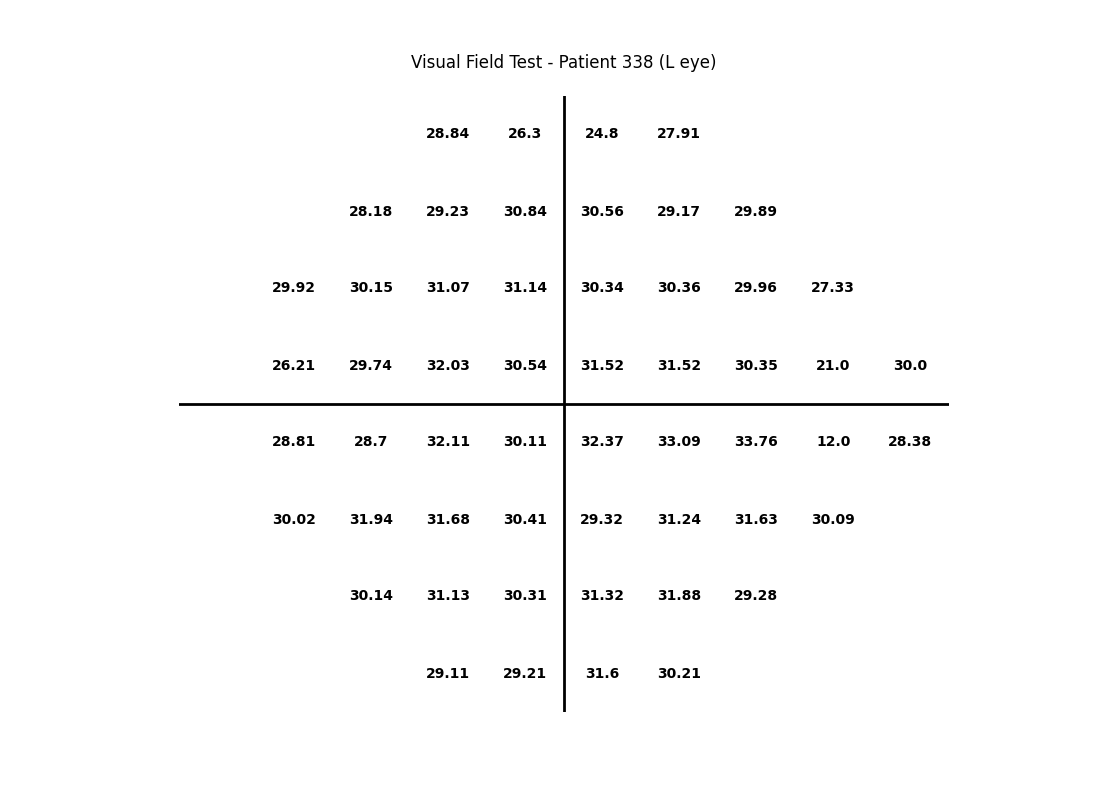 Visual Field Test - Patient 338 (L eye)
28.84 26.3 24.8 27.91
28.18 29.23 30.84 30.56 29.17 29.89
29.92 30.15 31.07 31.14 30.34 30.36 29.96 27.33
26.21 29.74 32.03 30.54 31.52 31.52 30.35 21.0 30.0
28.81 28.7 32.11 30.11 32.37 33.09 33.76 12.0 28.38
30.02 31.94 31.68 30.41 29.32 31.24 31.63 30.09
30.14 31.13 30.31 31.32 31.88 29.28
29.11 29.21 31.6 30.21